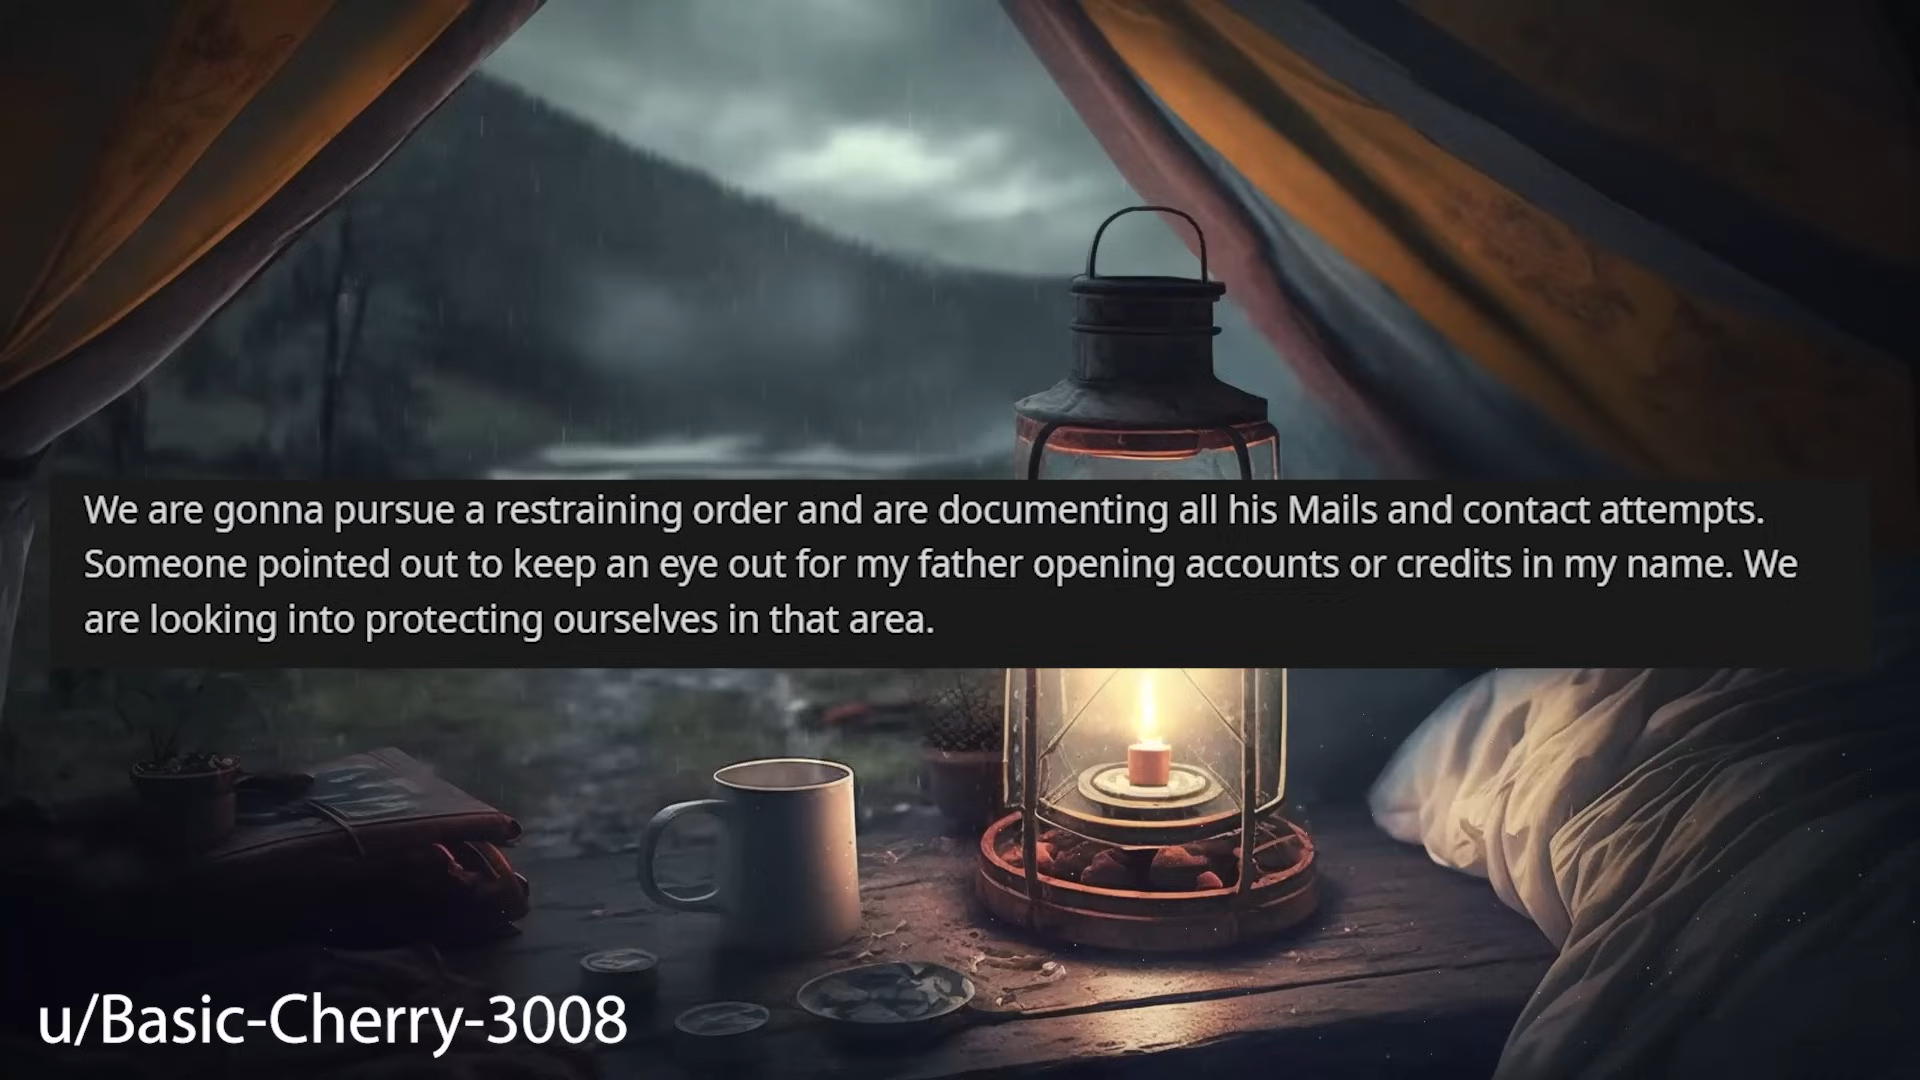 We are gonna pursue a restraining order and are documenting all his Mails and contact attempts.
Someone pointed out to keep an eye out for my father opening accounts or credits in my name. We
are looking into protecting ourselves in that area.
u/Basic-Cherry-3008